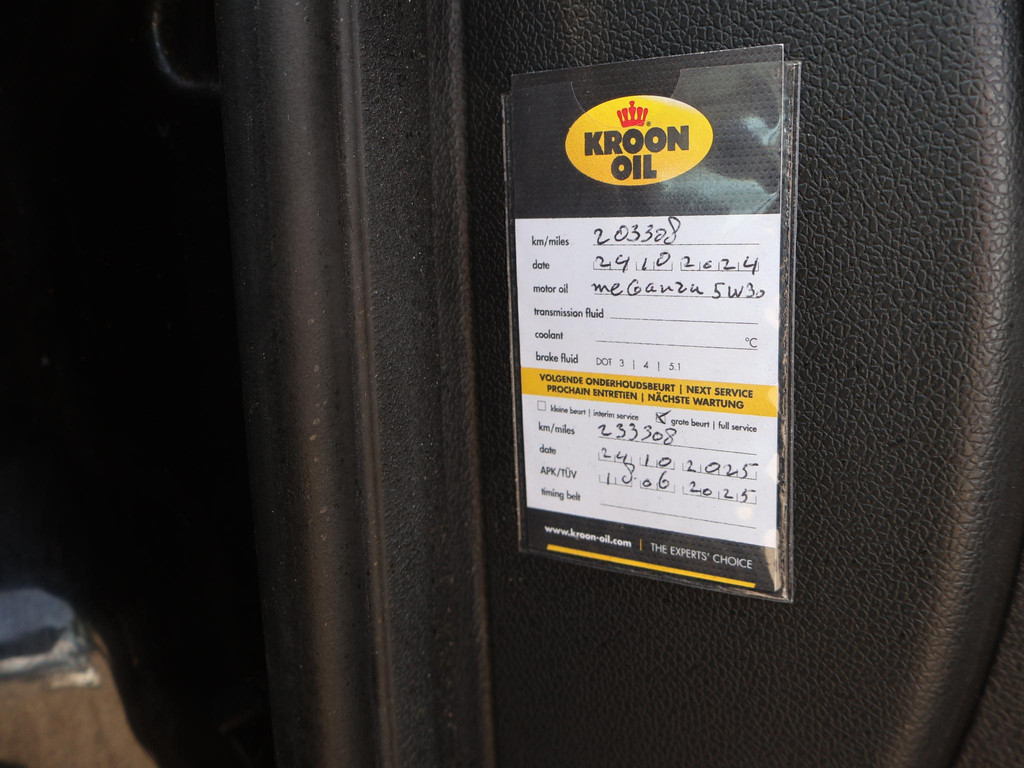 KROON
OIL
km/miles 203308
date 24 10 2024
motor oil meGanza 5W30
transmission fluid
coolant °C
brake fluid DOT 3 | 4 | 5.1
VOLGENDE ONDERHOUDSBEURT | NEXT SERVICE
PROCHAIN ENTRETIEN | NÄCHSTE WARTUNG
kleine beurt | interim service grote beurt | full service
km/miles 233308
date 24 10 2025
APK/TÜV 18 06 2025
timing belt
www.kroon-oil.com | THE EXPERTS' CHOICE